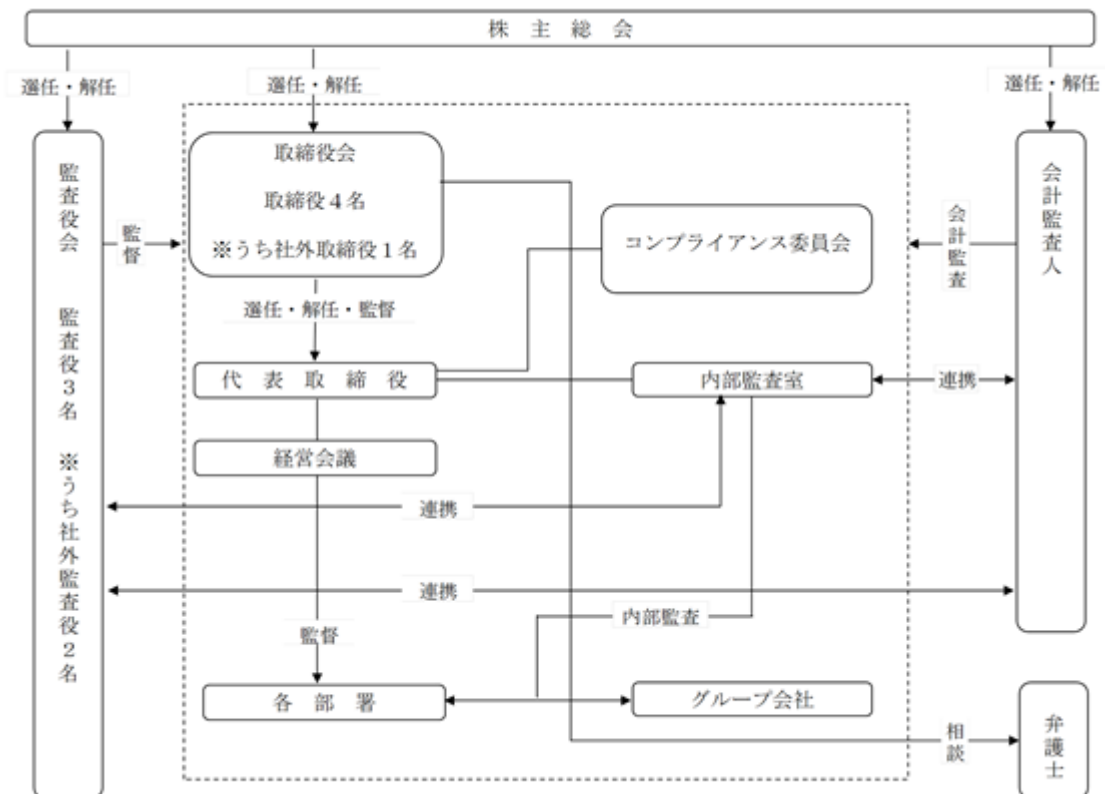 株 主 総 会
選任・解任
選任・解任
選任・解任
監査役会 監査役3名 ※うち社外監査役2名
監督
取締役会
取締役4名
※うち社外取締役1名
コンプライアンス委員会
会計監査
会計監査人
選任・解任・監督
代 表 取 締 役
内部監査室
連携
経営会議
連携
連携
内部監査
監督
各 部 署
グループ会社
相談
弁護士